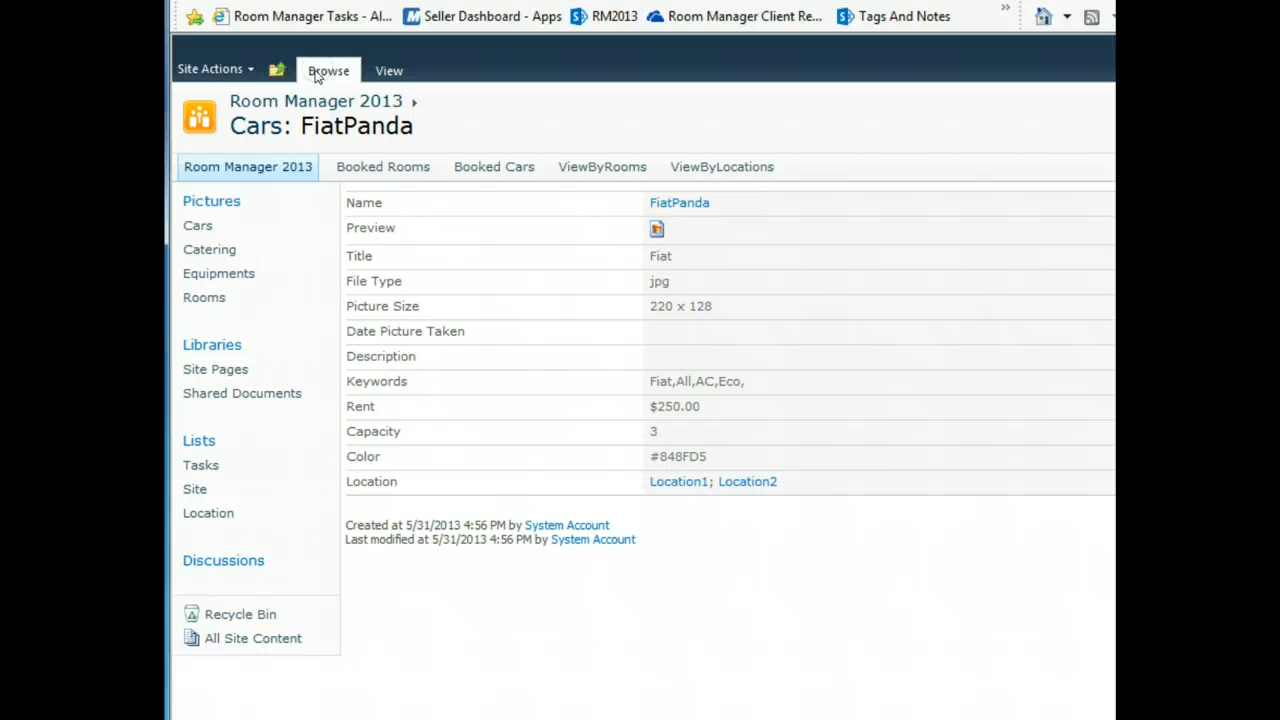 Room Manager Tasks - Al... Seller Dashboard - Apps RM2013 Room Manager Client Re... Tags And Notes »
Site Actions Browse View
Room Manager 2013
Cars: FiatPanda
Room Manager 2013 Booked Rooms Booked Cars ViewByRooms ViewByLocations
Pictures
Cars
Catering
Equipments
Rooms
Libraries
Site Pages
Shared Documents
Lists
Tasks
Site
Location
Discussions
Recycle Bin
All Site Content
Name FiatPanda
Preview
Title Fiat
File Type jpg
Picture Size 220 x 128
Date Picture Taken
Description
Keywords Fiat,All,AC,Eco,
Rent $250.00
Capacity 3
Color #848FD5
Location Location1; Location2
Created at 5/31/2013 4:56 PM by System Account
Last modified at 5/31/2013 4:56 PM by System Account